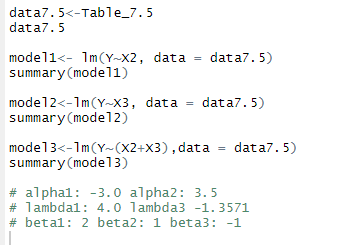 data7.5<-Table_7.5
data7.5
model1<- lm(Y~X2, data = data7.5)
summary(model1)
model2<-lm(Y~X3, data = data7.5)
summary(model2)
model3<-lm(Y~(X2+X3),data = data7.5)
summary(model3)
# alpha1: -3.0 alpha2: 3.5
# lambda1: 4.0 lambda3 -1.3571
# beta1: 2 beta2: 1 beta3: -1